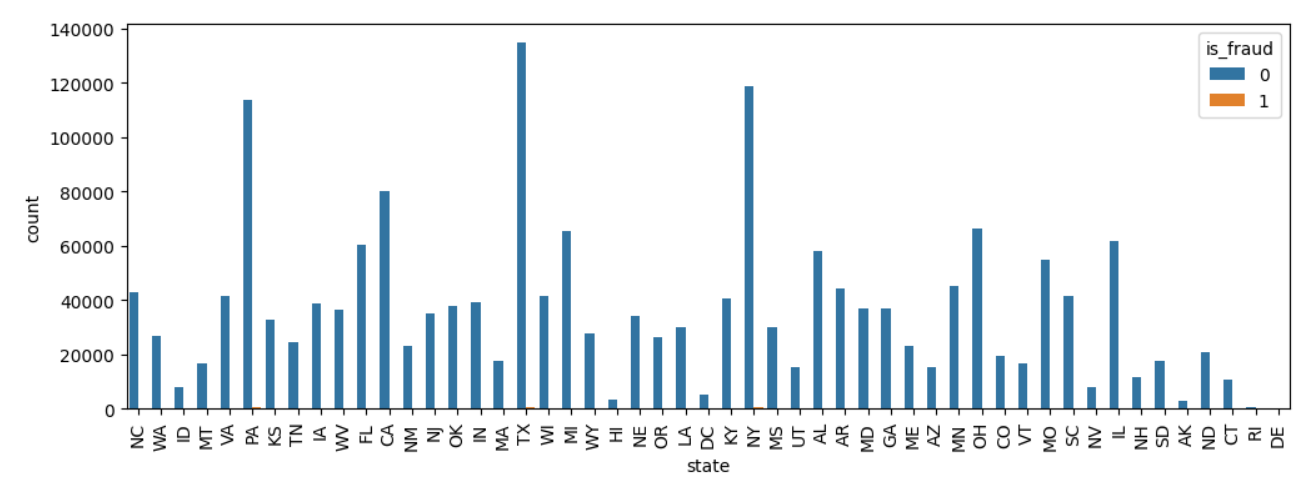 140000
120000
100000
80000
60000
40000
20000
0
count
is_fraud
0
1
NC WA ID MT VA PA KS TN IA WV FL CA NM NJ OK IN MA TX WI MI WY HI NE OR LA DC KY NY MS UT AL AR MD GA ME AZ MN OH CO VT MO SC NV IL NH SD AK ND CT RI DE
state